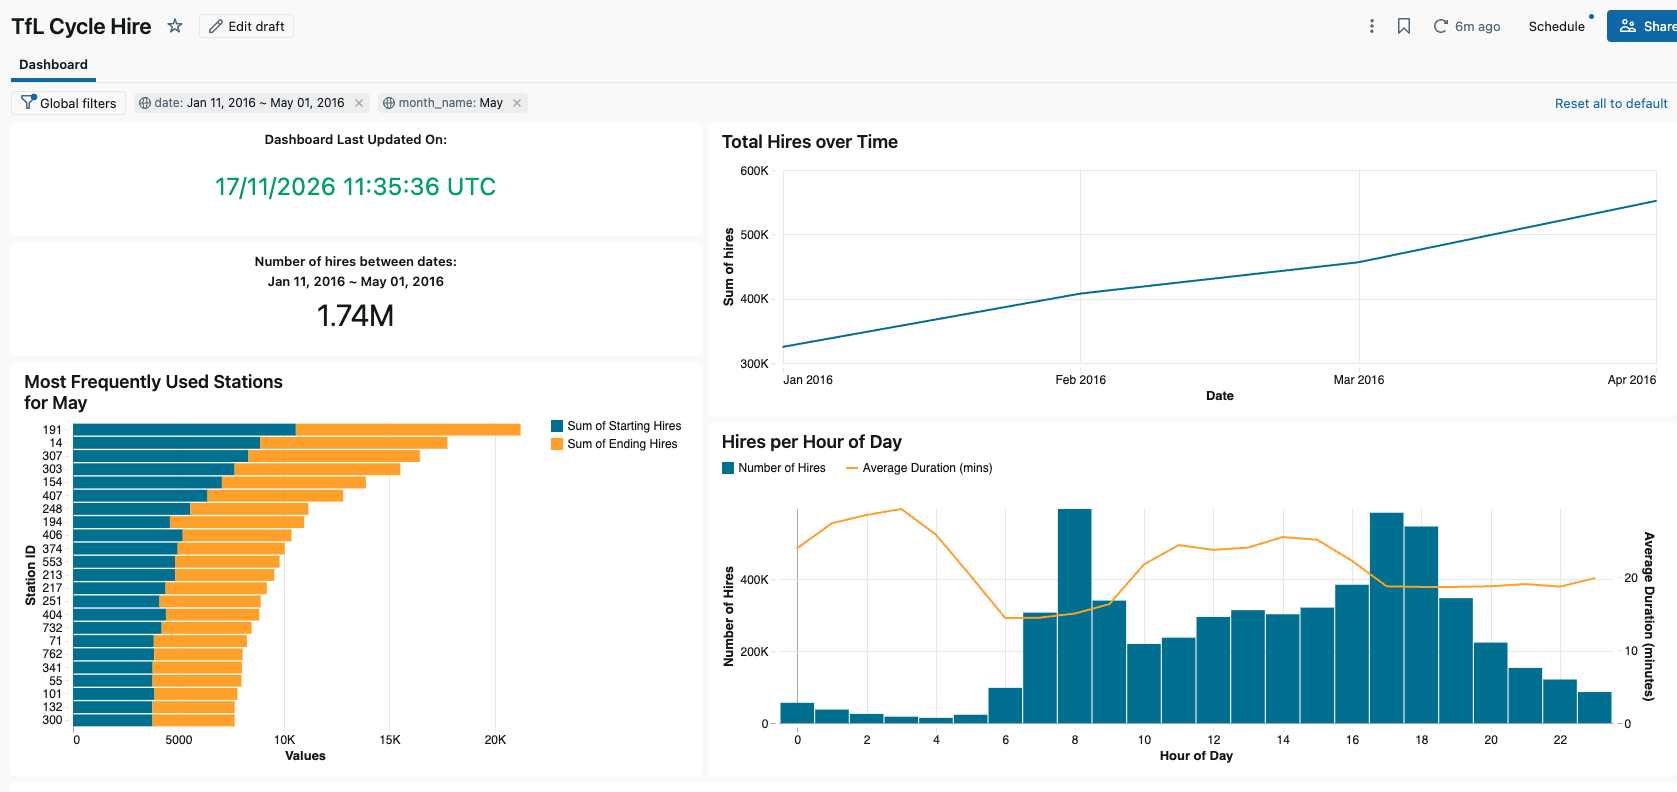 TfL Cycle Hire
Edit draft
6m ago
Schedule
Share
Dashboard
Global filters
date: Jan 11, 2016 ~ May 01, 2016
month_name: May
Reset all to default
Dashboard Last Updated On:
17/11/2026 11:35:36 UTC
Number of hires between dates:
Jan 11, 2016 ~ May 01, 2016
1.74M
Most Frequently Used Stations
for May
Sum of Starting Hires
Sum of Ending Hires
Station ID
191
14
307
303
154
407
248
194
406
374
553
213
217
251
404
732
71
762
341
55
101
132
300
0 5000 10K 15K 20K
Values
Total Hires over Time
Sum of hires
600K
500K
400K
300K
Jan 2016 Feb 2016 Mar 2016 Apr 2016
Date
Hires per Hour of Day
Number of Hires
Average Duration (mins)
Number of Hires
400K
200K
0
20
10
0
Average Duration (minutes)
0 2 4 6 8 10 12 14 16 18 20 22
Hour of Day